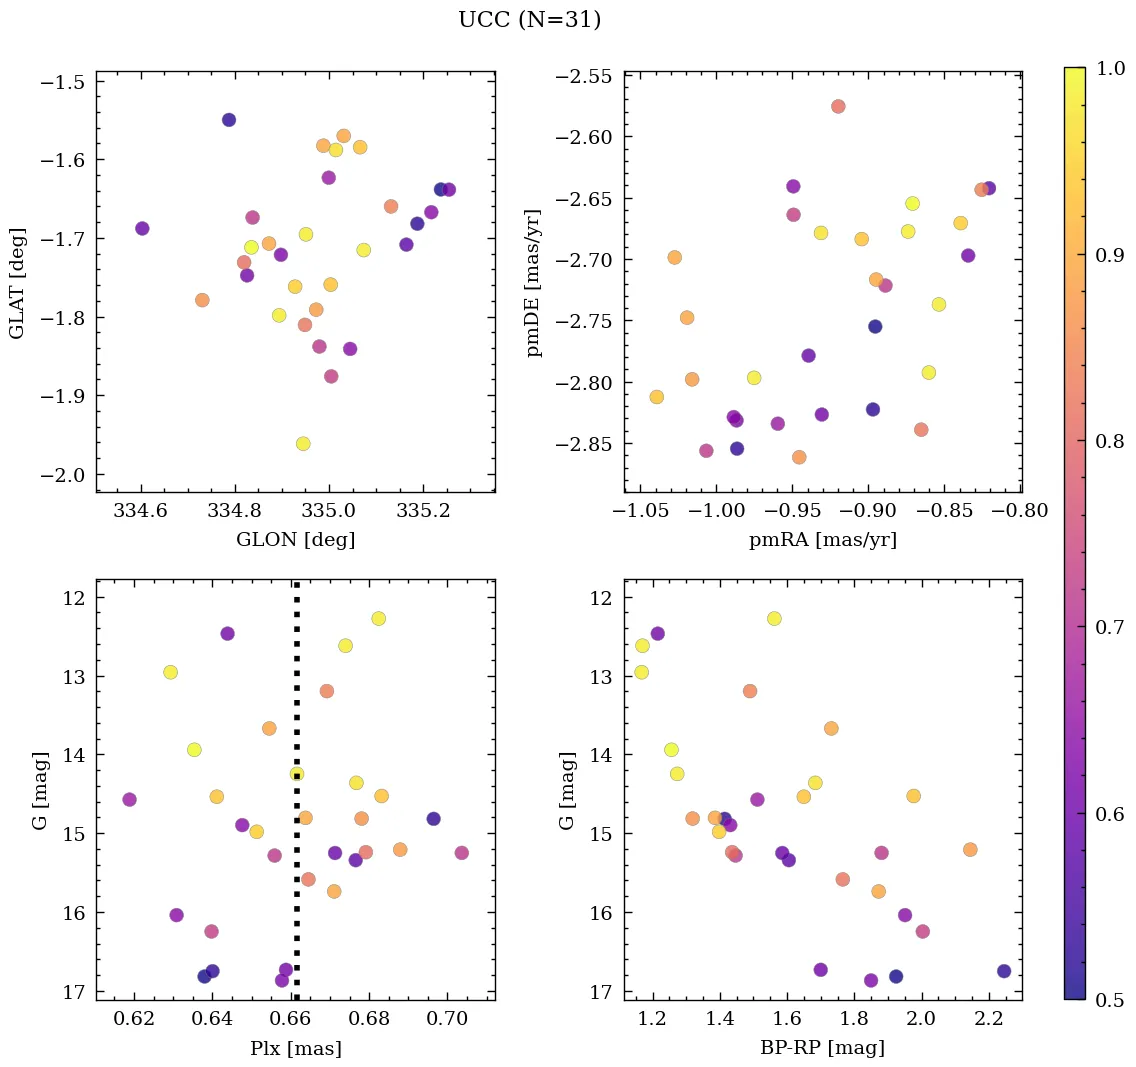 UCC (N=31)
−1.5
−1.6
−1.7
−1.8
−1.9
−2.0
GLAT [deg]
334.6 334.8 335.0 335.2
GLON [deg]
−2.55
−2.60
−2.65
−2.70
−2.75
−2.80
−2.85
pmDE [mas/yr]
−1.05 −1.00 −0.95 −0.90 −0.85 −0.80
pmRA [mas/yr]
12
13
14
15
16
17
G [mag]
0.62 0.64 0.66 0.68 0.70
Plx [mas]
12
13
14
15
16
17
G [mag]
1.2 1.4 1.6 1.8 2.0 2.2
BP-RP [mag]
1.0
0.9
0.8
0.7
0.6
0.5